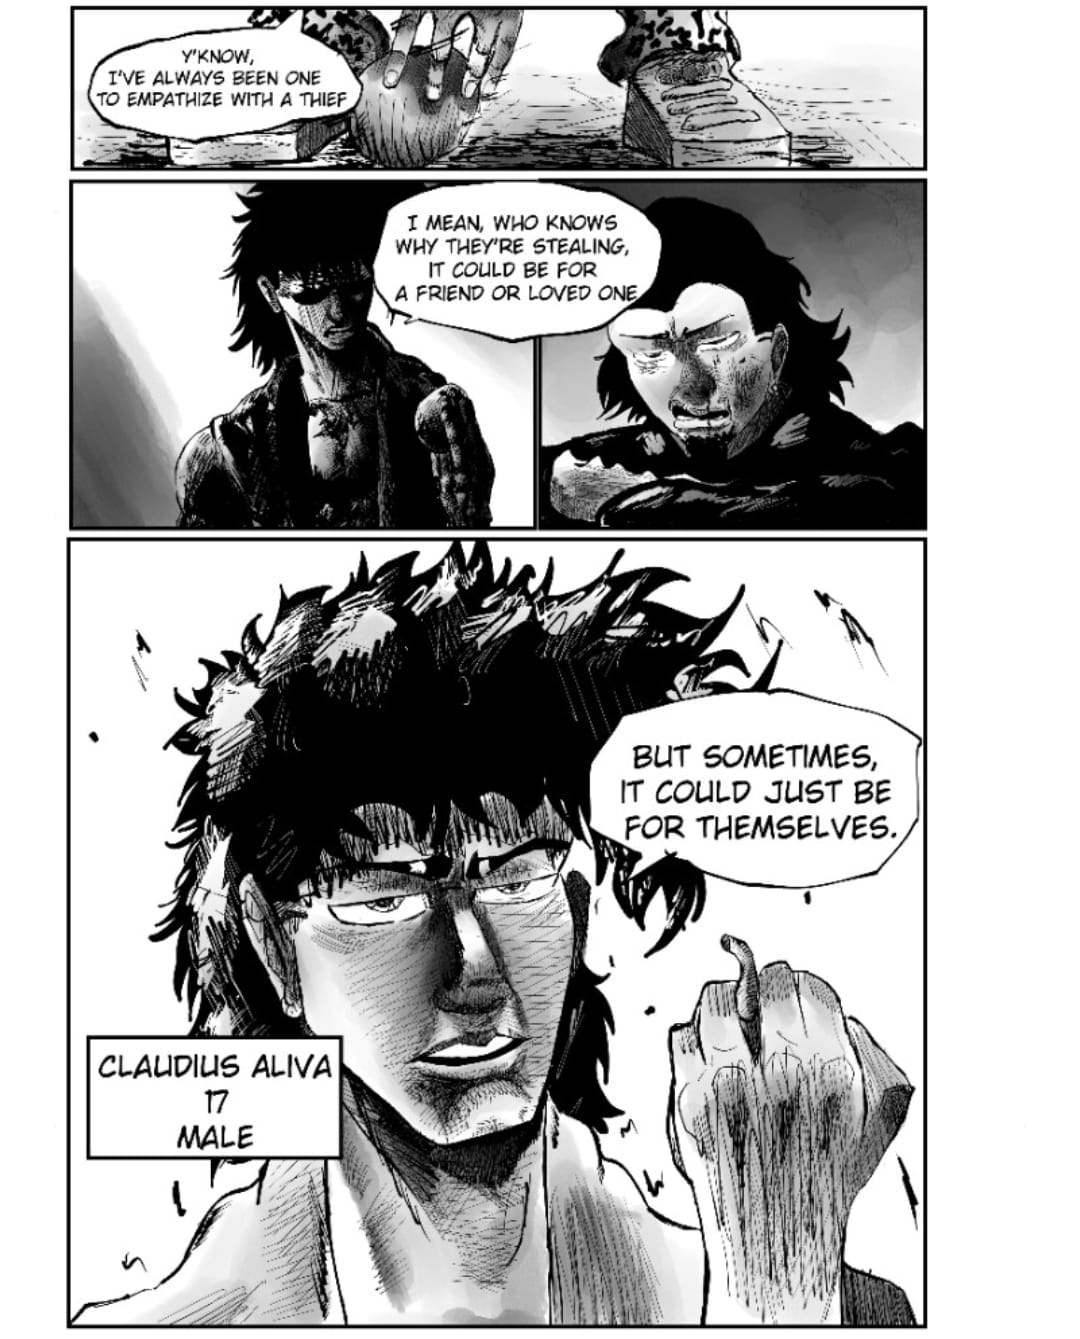 Y'KNOW,
I'VE ALWAYS BEEN ONE
TO EMPATHIZE WITH A THIEF
I MEAN, WHO KNOWS
WHY THEY'RE STEALING,
IT COULD BE FOR
A FRIEND OR LOVED ONE
BUT SOMETIMES,
IT COULD JUST BE
FOR THEMSELVES.
CLAUDIUS ALIVA
17
MALE